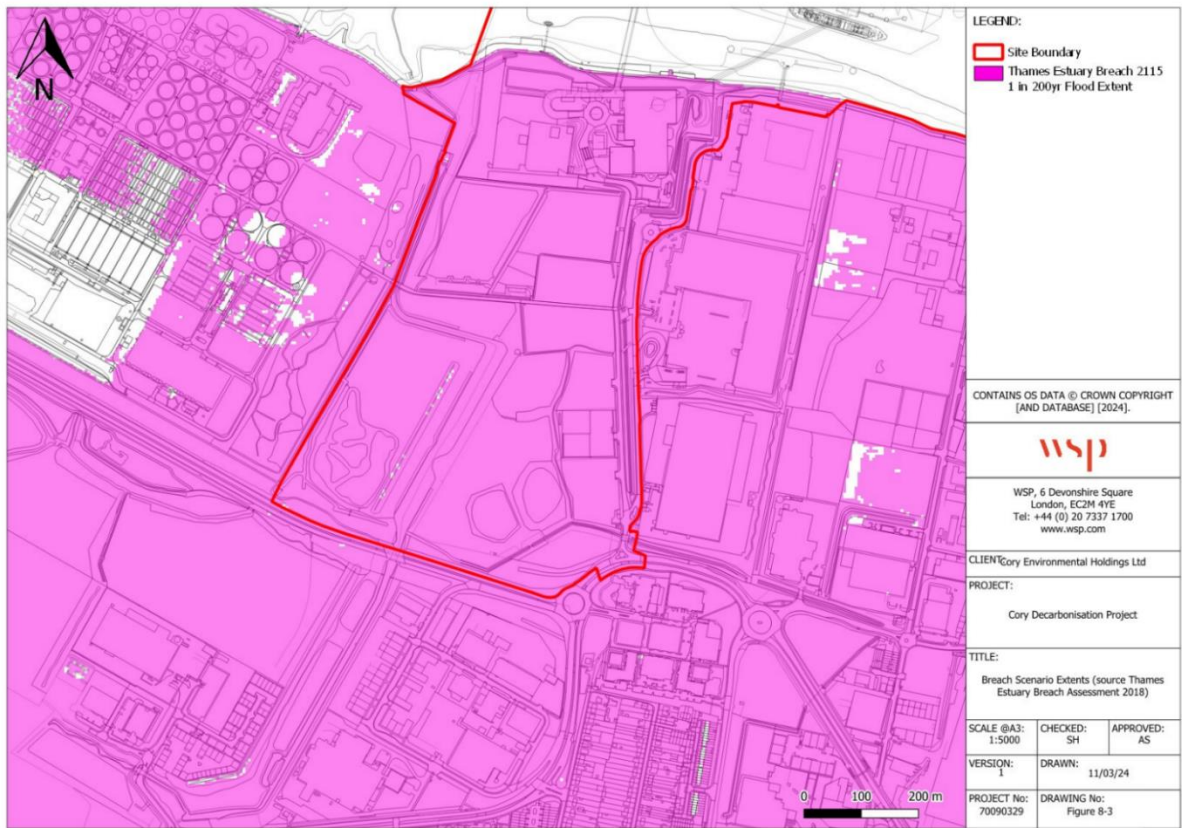 N
LEGEND:
Site Boundary
Thames Estuary Breach 2115
1 in 200yr Flood Extent
CONTAINS OS DATA © CROWN COPYRIGHT
[AND DATABASE] [2024].
wsp
WSP, 6 Devonshire Square
London, EC2M 4YE
Tel: +44 (0) 20 7337 1700
www.wsp.com
CLIENT: Cory Environmental Holdings Ltd
PROJECT:
Cory Decarbonisation Project
TITLE:
Breach Scenario Extents (source Thames
Estuary Breach Assessment 2018)
SCALE @A3: CHECKED: APPROVED:
1:5000 SH AS
VERSION: DRAWN:
1 11/03/24
PROJECT No: DRAWING No:
70090329 Figure 8-3
0 100 200 m